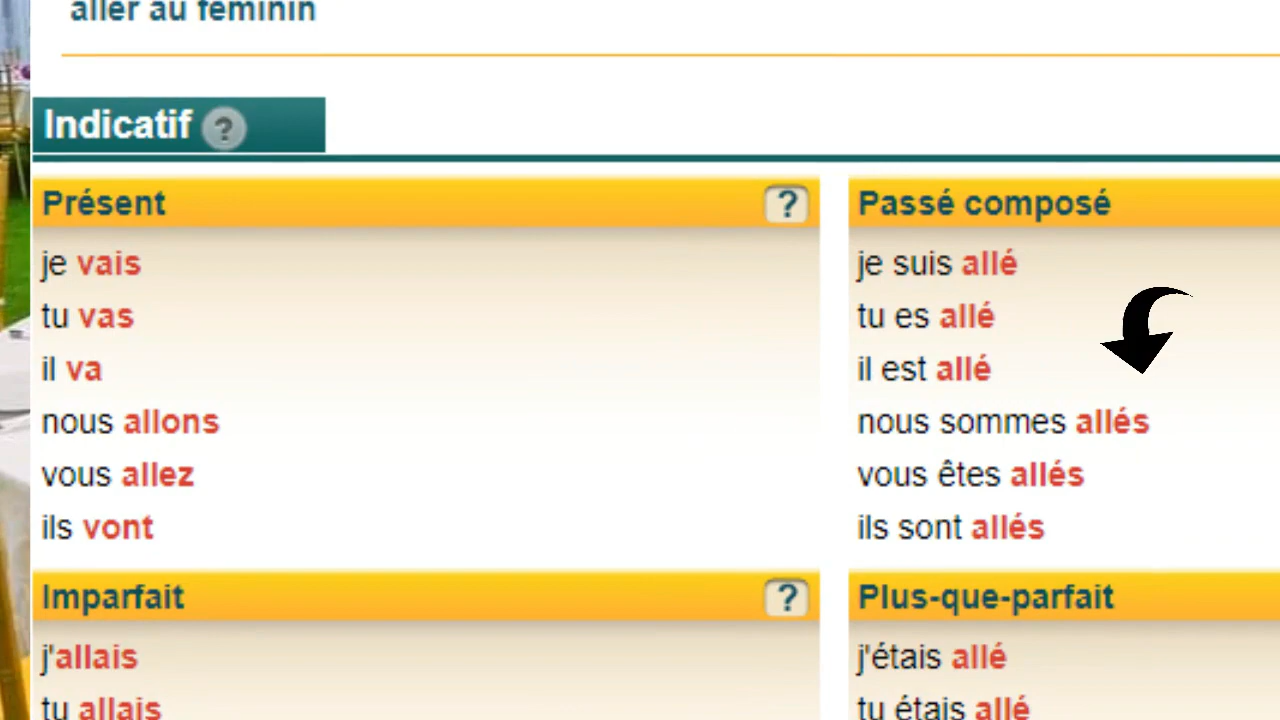 aller au féminin
Indicatif ?
Présent ?
je vais
tu vas
il va
nous allons
vous allez
ils vont
Passé composé
je suis allé
tu es allé
il est allé
nous sommes allés
vous êtes allés
ils sont allés
Imparfait ?
j'allais
tu allais
Plus-que-parfait
j'étais allé
tu étais allé